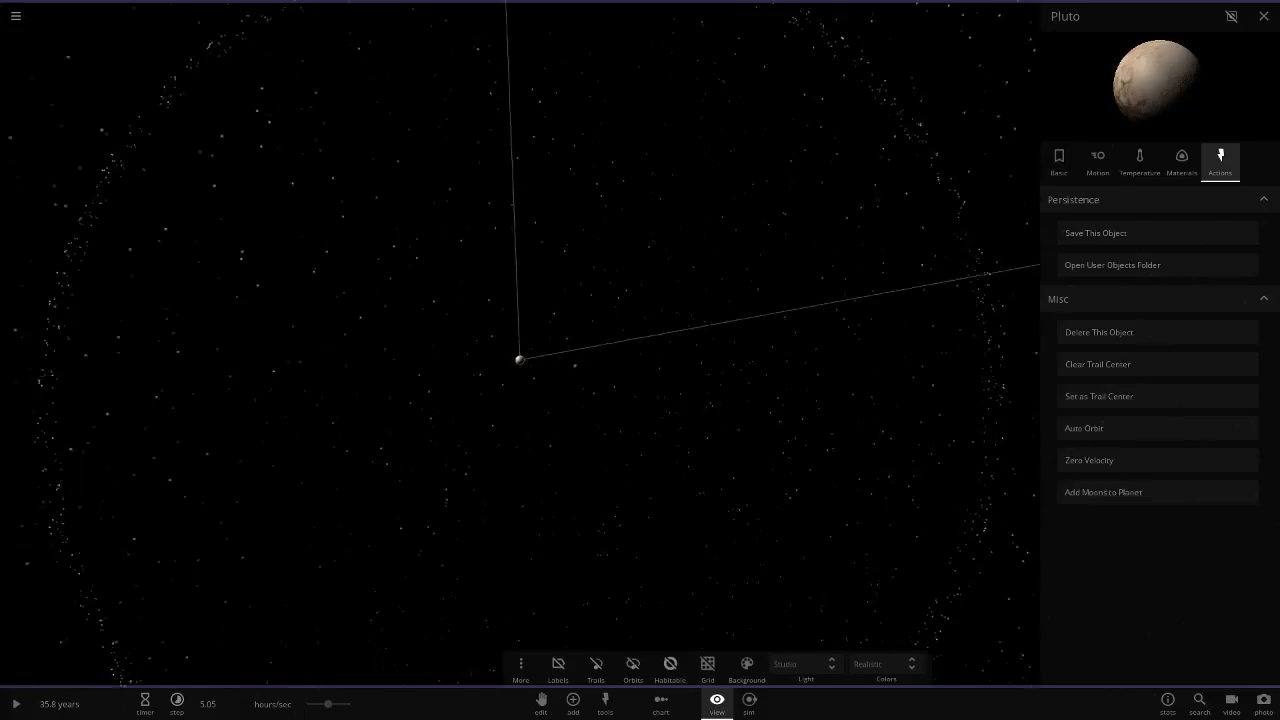 Pluto
Basic
Motion
Temperature
Materials
Actions
Persistence
Save This Object
Open User Objects Folder
Misc
Delete This Object
Clear Trail Center
Set as Trail Center
Auto Orbit
Zero Velocity
Add Moons to Planet
More
Labels
Trails
Orbits
Habitable
Grid
Background
Studio
Light
Realistic
Colors
35.8 years
timer
step
5.05
hours/sec
edit
add
tools
chart
view
sim
stats
search
video
photo